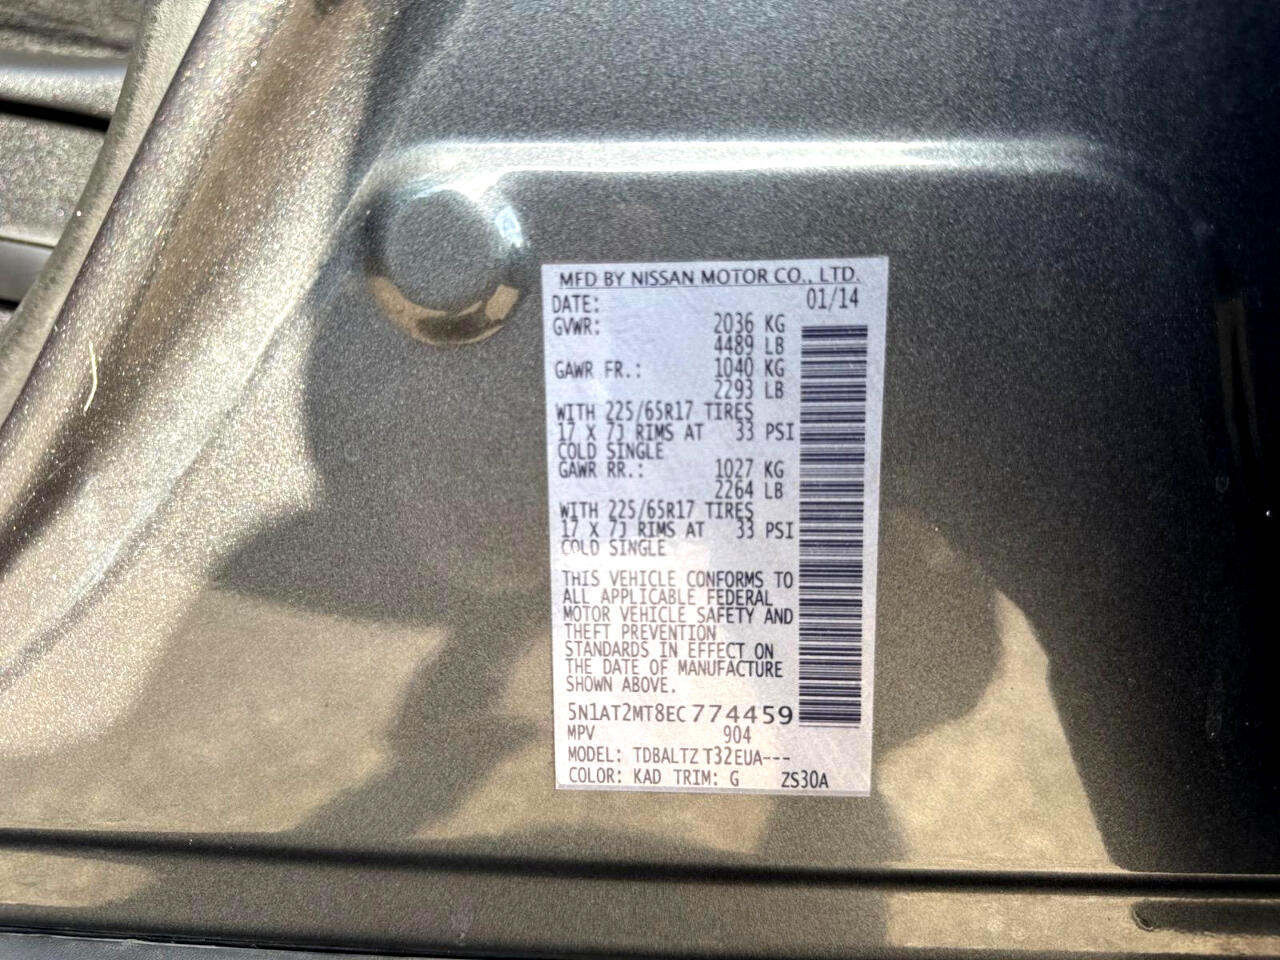 MFD BY NISSAN MOTOR CO., LTD.
DATE: 01/14
GVWR: 2036 KG
4489 LB
GAWR FR.: 1040 KG
2293 LB
WITH 225/65R17 TIRES
17 X 7J RIMS AT 33 PSI
COLD SINGLE
GAWR RR.: 1027 KG
2264 LB
WITH 225/65R17 TIRES
17 X 7J RIMS AT 33 PSI
COLD SINGLE
THIS VEHICLE CONFORMS TO
ALL APPLICABLE FEDERAL
MOTOR VEHICLE SAFETY AND
THEFT PREVENTION
STANDARDS IN EFFECT ON
THE DATE OF MANUFACTURE
SHOWN ABOVE.
5N1AT2MT8EC774459
MPV 904
MODEL: TDBALTZ T32EUA---
COLOR: KAD TRIM: G ZS30A